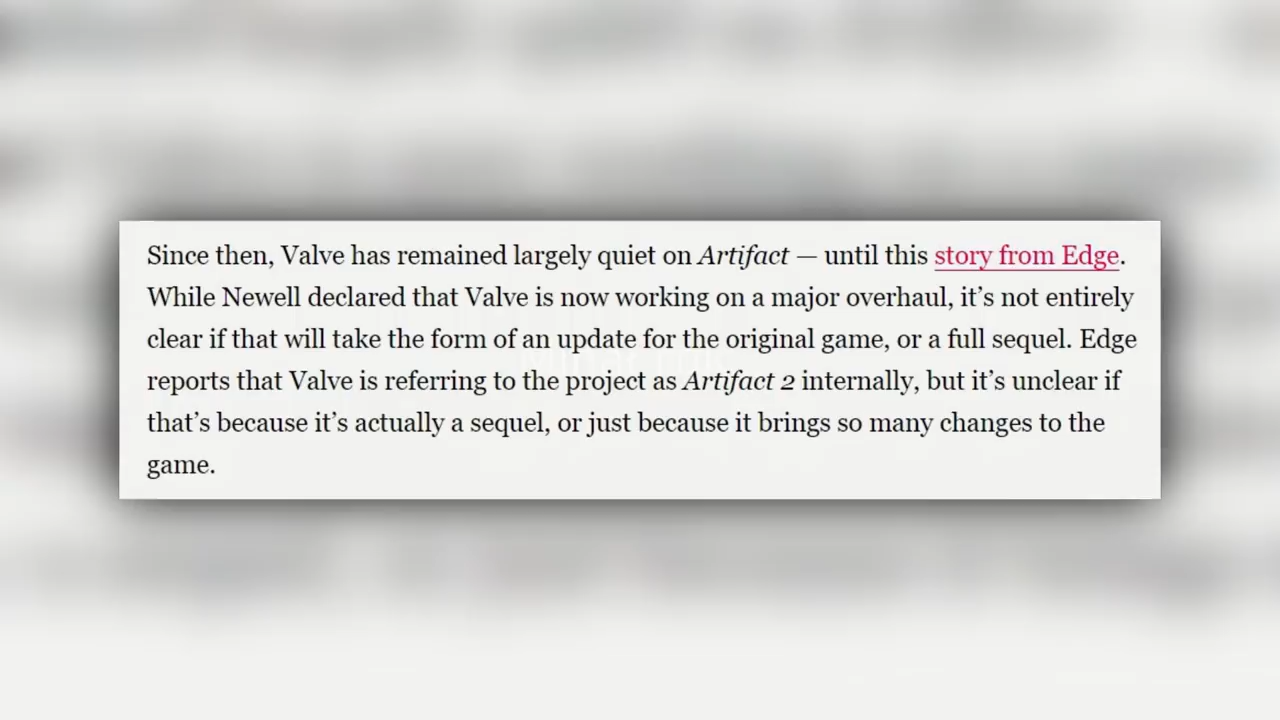 Since then, Valve has remained largely quiet on Artifact — until this story from Edge.
While Newell declared that Valve is now working on a major overhaul, it’s not entirely
clear if that will take the form of an update for the original game, or a full sequel. Edge
reports that Valve is referring to the project as Artifact 2 internally, but it’s unclear if
that’s because it’s actually a sequel, or just because it brings so many changes to the
game.